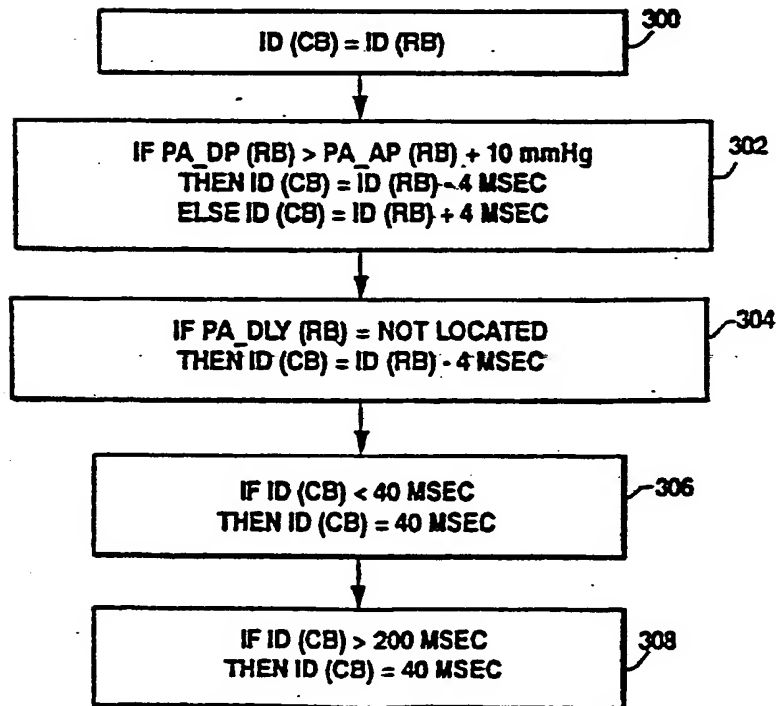 ID (CB) = ID (RB)
300
IF PA_DP (RB) > PA_AP (RB) + 10 mmHg
THEN ID (CB) = ID (RB) - 4 MSEC
ELSE ID (CB) = ID (RB) + 4 MSEC
302
IF PA_DLY (RB) = NOT LOCATED
THEN ID (CB) = ID (RB) - 4 MSEC
304
IF ID (CB) < 40 MSEC
THEN ID (CB) = 40 MSEC
306
IF ID (CB) > 200 MSEC
THEN ID (CB) = 40 MSEC
308